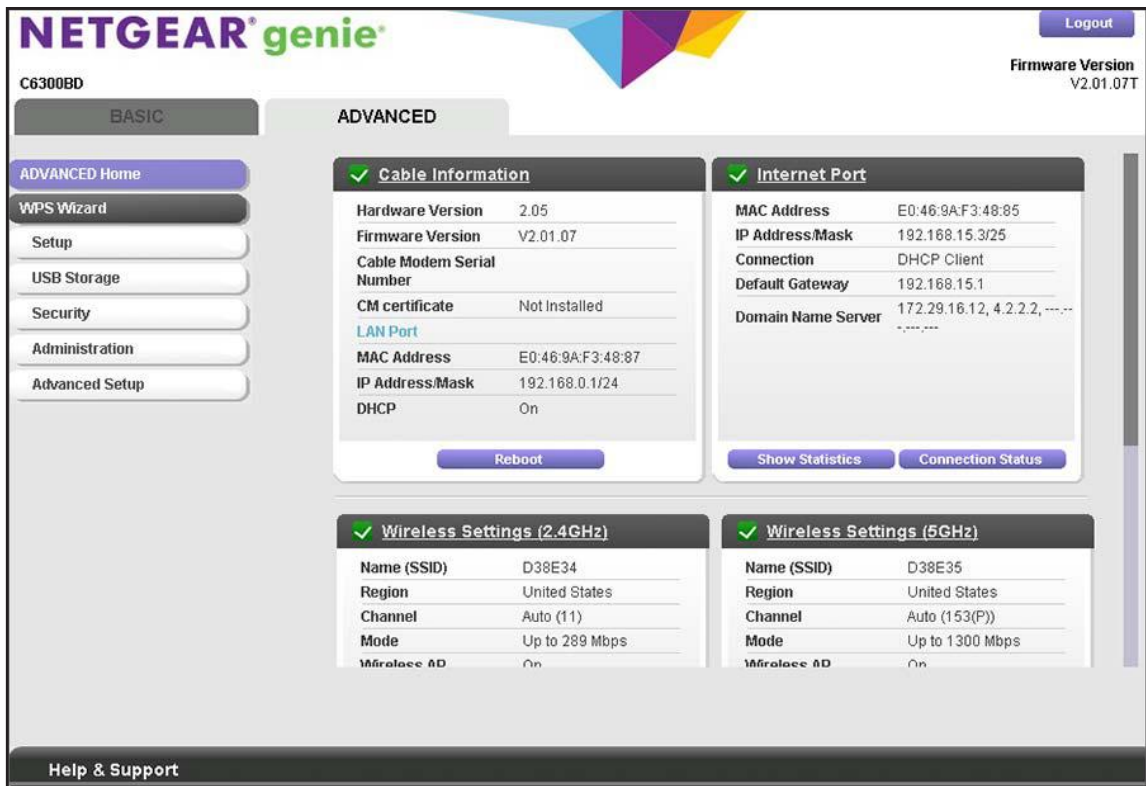 NETGEAR® genie®
Logout
Firmware Version
V2.01.07T
C6300BD
BASIC
ADVANCED
ADVANCED Home
WPS Wizard
Setup
USB Storage
Security
Administration
Advanced Setup
Cable Information
Hardware Version 2.05
Firmware Version V2.01.07
Cable Modem Serial
Number
CM certificate Not Installed
LAN Port
MAC Address E0:46:9A:F3:48:87
IP Address/Mask 192.168.0.1/24
DHCP On
Reboot
Internet Port
MAC Address E0:46:9A:F3:48:85
IP Address/Mask 192.168.15.3/25
Connection DHCP Client
Default Gateway 192.168.15.1
Domain Name Server 172.29.16.12, 4.2.2.2, ---.--
-.---.---
Show Statistics Connection Status
Wireless Settings (2.4GHz)
Name (SSID) D38E34
Region United States
Channel Auto (11)
Mode Up to 289 Mbps
Wireless AP On
Wireless Settings (5GHz)
Name (SSID) D38E35
Region United States
Channel Auto (153(P))
Mode Up to 1300 Mbps
Wireless AP On
Help & Support